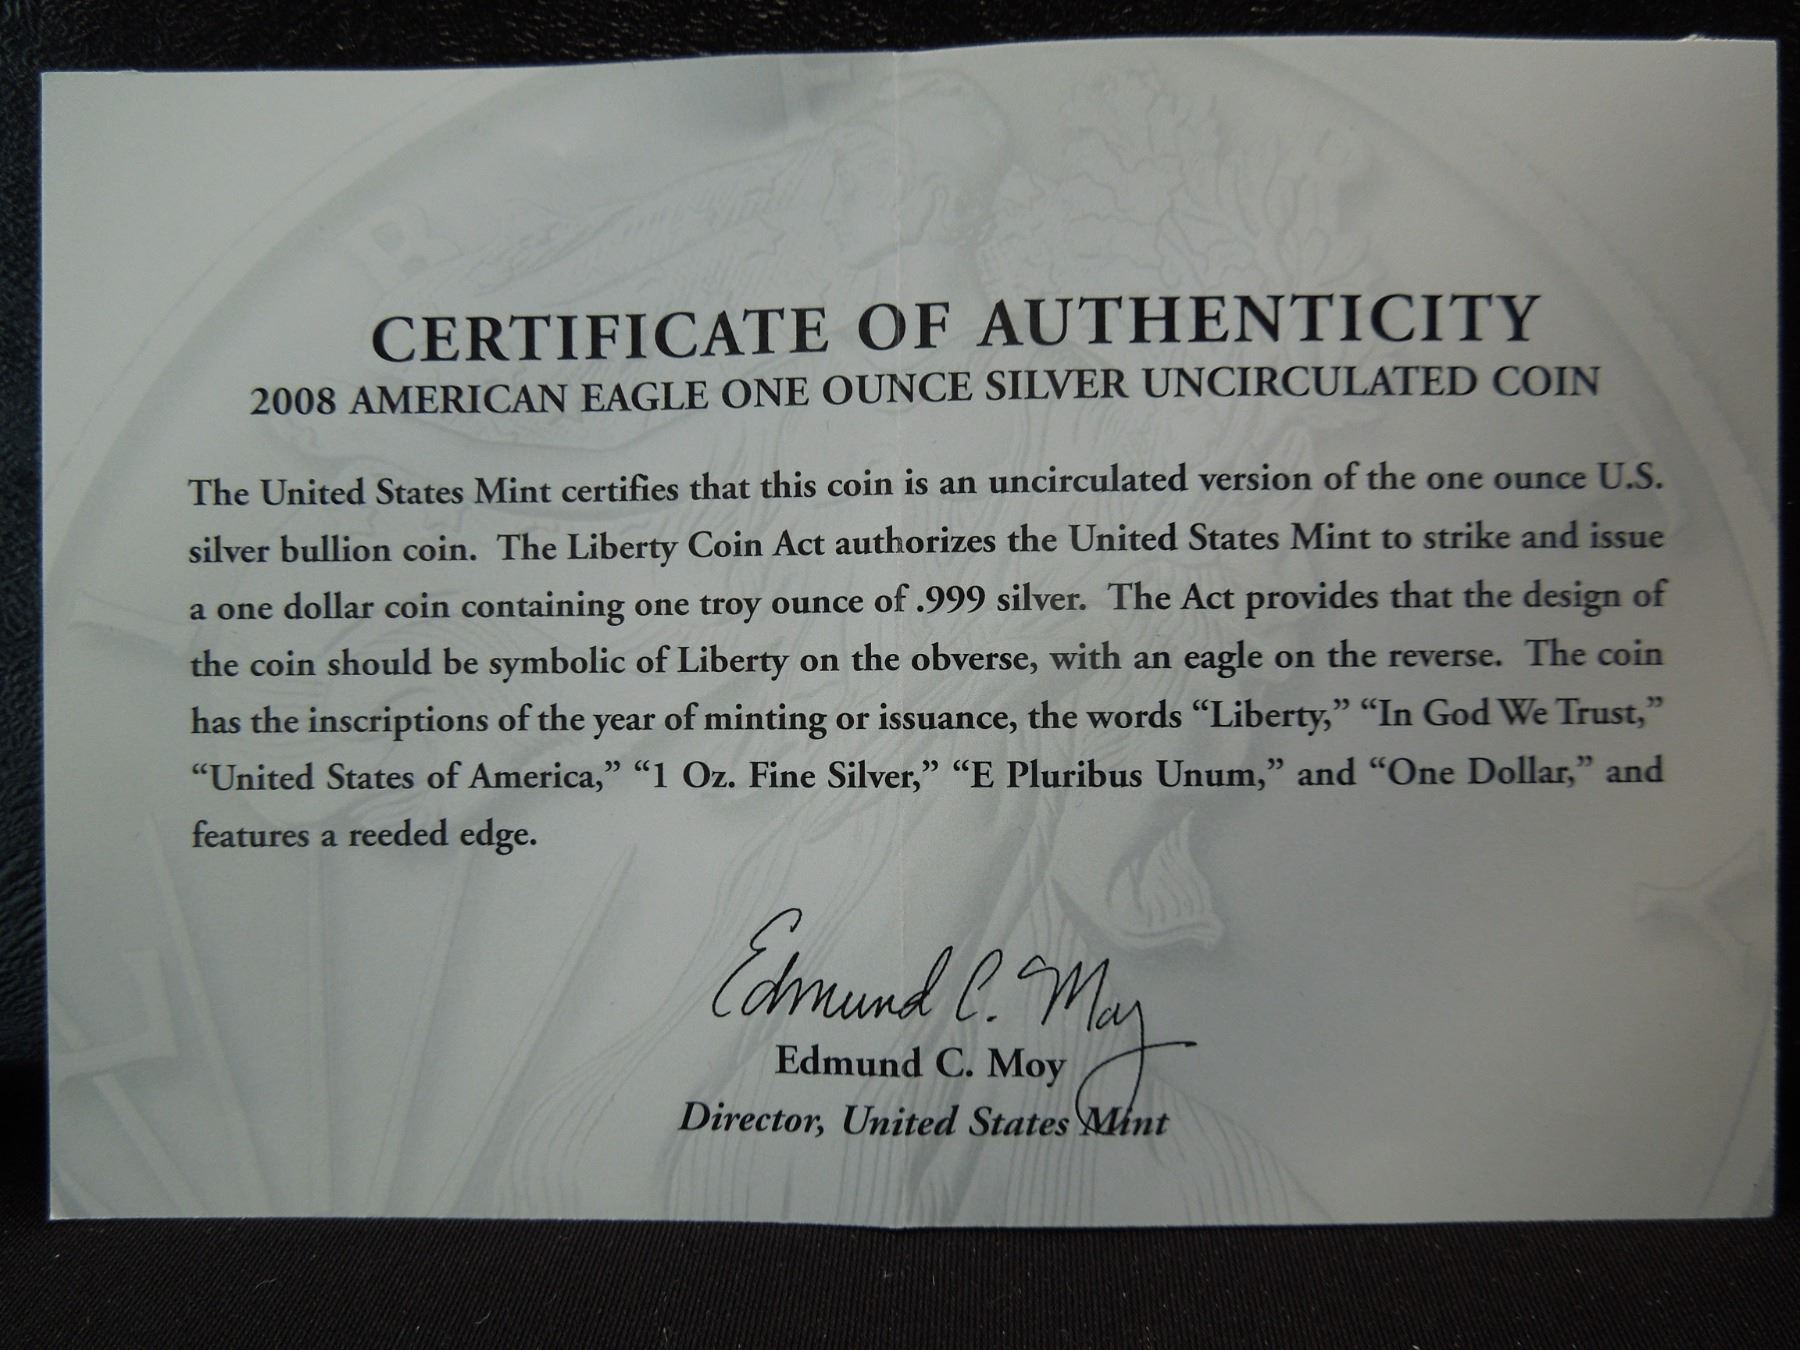 CERTIFICATE OF AUTHENTICITY
2008 AMERICAN EAGLE ONE OUNCE SILVER UNCIRCULATED COIN
The United States Mint certifies that this coin is an uncirculated version of the one ounce U.S.
silver bullion coin. The Liberty Coin Act authorizes the United States Mint to strike and issue
a one dollar coin containing one troy ounce of .999 silver. The Act provides that the design of
the coin should be symbolic of Liberty on the obverse, with an eagle on the reverse. The coin
has the inscriptions of the year of minting or issuance, the words “Liberty,” “In God We Trust,”
“United States of America,” “1 Oz. Fine Silver,” “E Pluribus Unum,” and “One Dollar,” and
features a reeded edge.
Edmund C. Moy
Edmund C. Moy
Director, United States Mint